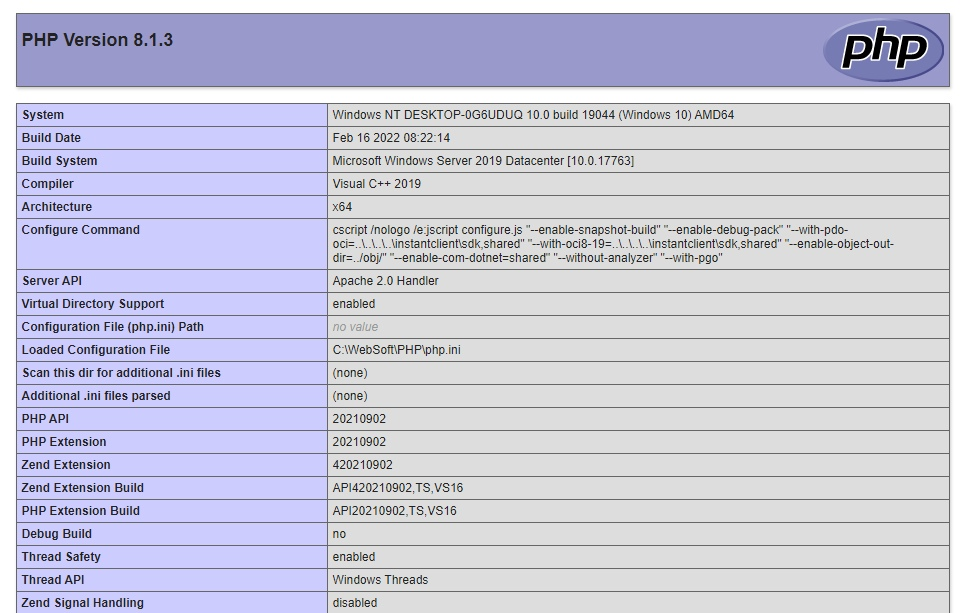 PHP Version 8.1.3
php
System Windows NT DESKTOP-0G6UDUQ 10.0 build 19044 (Windows 10) AMD64
Build Date Feb 16 2022 08:22:14
Build System Microsoft Windows Server 2019 Datacenter [10.0.17763]
Compiler Visual C++ 2019
Architecture x64
Configure Command cscript /nologo /e:jscript configure.js "--enable-snapshot-build" "--enable-debug-pack" "--with-pdo-
oci=..\..\..\..\instantclient\sdk,shared" "--with-oci8-19=..\..\..\..\instantclient\sdk,shared" "--enable-object-out-
dir=../obj/" "--enable-com-dotnet=shared" "--without-analyzer" "--with-pgo"
Server API Apache 2.0 Handler
Virtual Directory Support enabled
Configuration File (php.ini) Path no value
Loaded Configuration File C:\WebSoft\PHP\php.ini
Scan this dir for additional .ini files (none)
Additional .ini files parsed (none)
PHP API 20210902
PHP Extension 20210902
Zend Extension 420210902
Zend Extension Build API420210902,TS,VS16
PHP Extension Build API20210902,TS,VS16
Debug Build no
Thread Safety enabled
Thread API Windows Threads
Zend Signal Handling disabled